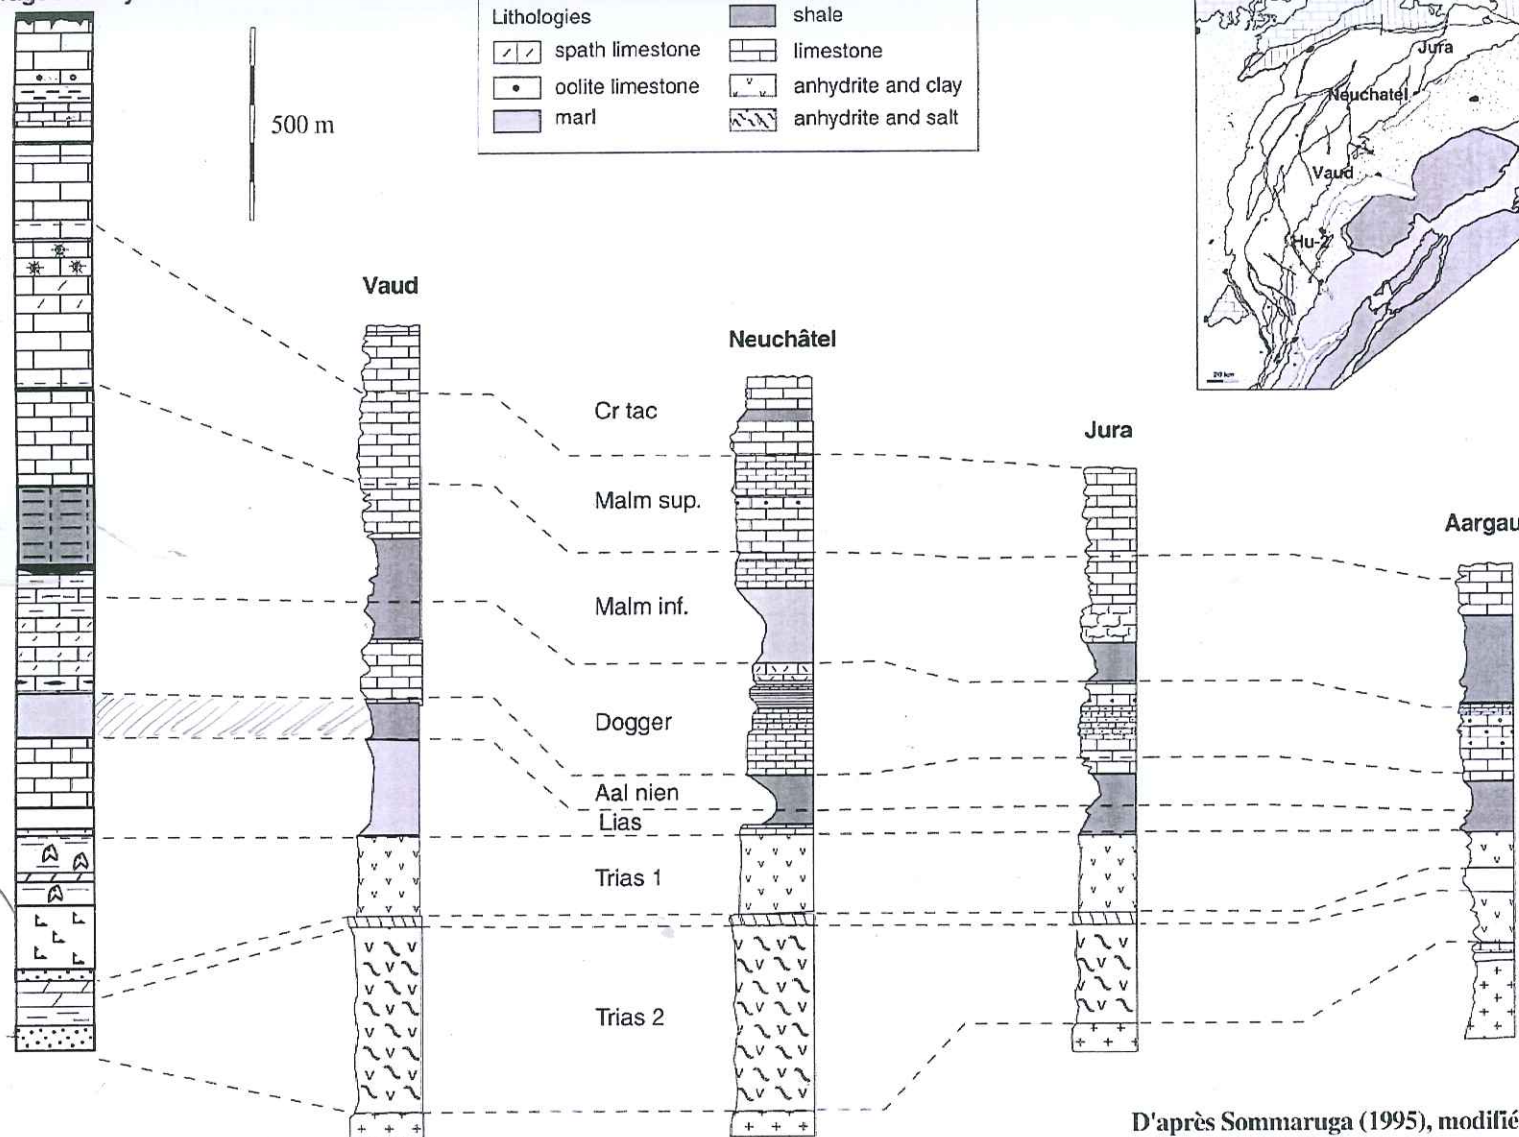 Lithologies
spath limestone
oolite limestone
marl
shale
limestone
anhydrite and clay
anhydrite and salt
500 m
Jura
Neuchatel
Vaud
Hu-2
20 km
Vaud
Neuchâtel
Jura
Aargau
Cr tac
Malm sup.
Malm inf.
Dogger
Aal nien
Lias
Trias 1
Trias 2
D'après Sommaruga (1995), modifié